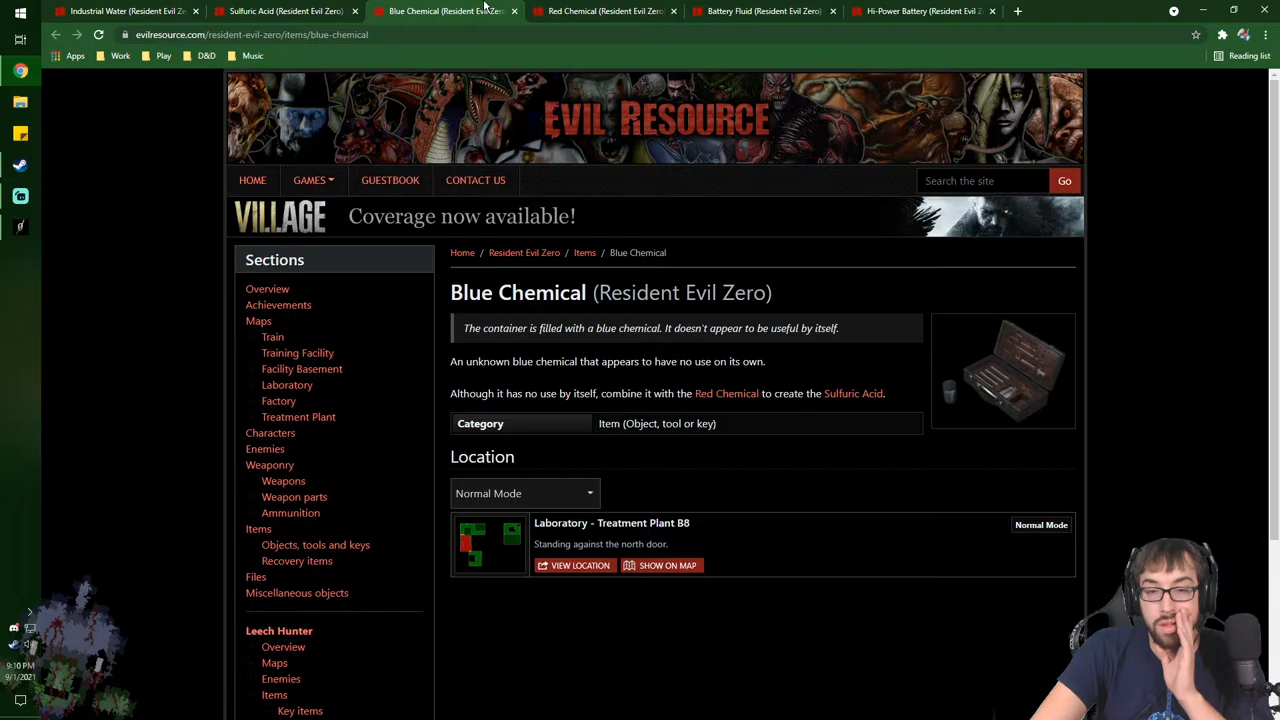 Industrial Water (Resident Evil Ze
Sulfuric Acid (Resident Evil Zero)
Blue Chemical (Resident Evil Zero
Red Chemical (Resident Evil Zero)
Battery Fluid (Resident Evil Zero)
Hi-Power Battery (Resident Evil Z
evilresource.com/resident-evil-zero/items/blue-chemical
Apps
Work
Play
D&D
Music
Reading list
EVIL RESOURCE
HOME
GAMES
GUESTBOOK
CONTACT US
Search the site
Go
VILLAGE
Coverage now available!
Sections
Overview
Achievements
Maps
Train
Training Facility
Facility Basement
Laboratory
Factory
Treatment Plant
Characters
Enemies
Weaponry
Weapons
Weapon parts
Ammunition
Items
Objects, tools and keys
Recovery items
Files
Miscellaneous objects
Leech Hunter
Overview
Maps
Enemies
Items
Key items
Home / Resident Evil Zero / Items / Blue Chemical
Blue Chemical (Resident Evil Zero)
The container is filled with a blue chemical. It doesn't appear to be useful by itself.
An unknown blue chemical that appears to have no use on its own.
Although it has no use by itself, combine it with the Red Chemical to create the Sulfuric Acid.
Category Item (Object, tool or key)
Location
Normal Mode
Laboratory - Treatment Plant B8
Normal Mode
Standing against the north door.
VIEW LOCATION
SHOW ON MAP
9:10 PM
9/1/2021